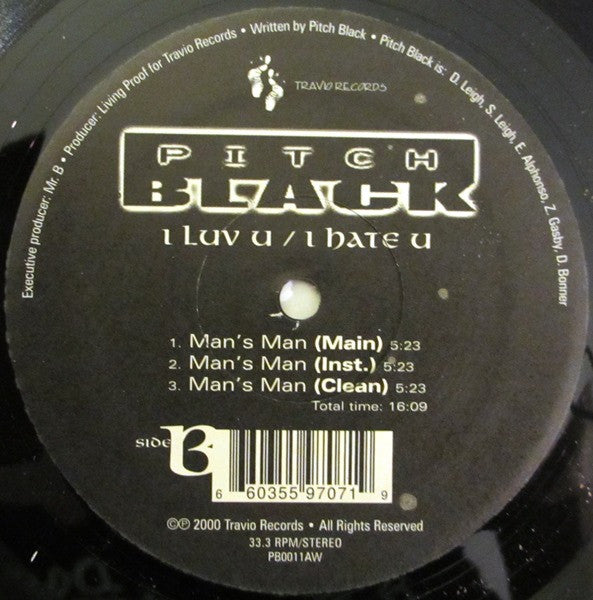 Executive producer: Mr. B • Producer: Living Proof for Travio Records • Written by Pitch Black • Pitch Black is: D. Leigh, S. Leigh, E. Alphonso, Z. Gasby, D. Bonner
TRAVIO RECORDS
PITCH
BLACK
I LUV U / I HATE U
1. Man's Man (Main) 5:23
2. Man's Man (Inst.) 5:23
3. Man's Man (Clean) 5:23
Total time: 16:09
SIDE B
6 60355 97071 9
©℗ 2000 Travio Records • All Rights Reserved
33.3 RPM/STEREO
PB0011AW